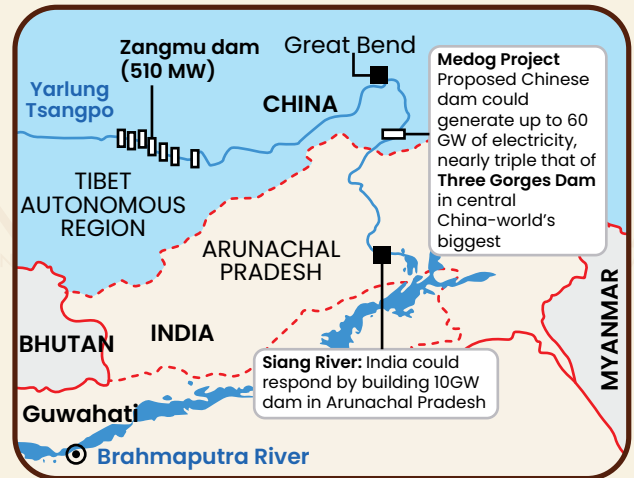 Zangmu dam
(510 MW)
Great Bend
Yarlung
Tsangpo
CHINA
Medog Project
Proposed Chinese
dam could
generate up to 60
GW of electricity,
nearly triple that of
Three Gorges Dam
in central
China-world's
biggest
TIBET
AUTONOMOUS
REGION
ARUNACHAL
PRADESH
INDIA
BHUTAN
MYANMAR
Siang River: India could
respond by building 10GW
dam in Arunachal Pradesh
Guwahati
Brahmaputra River